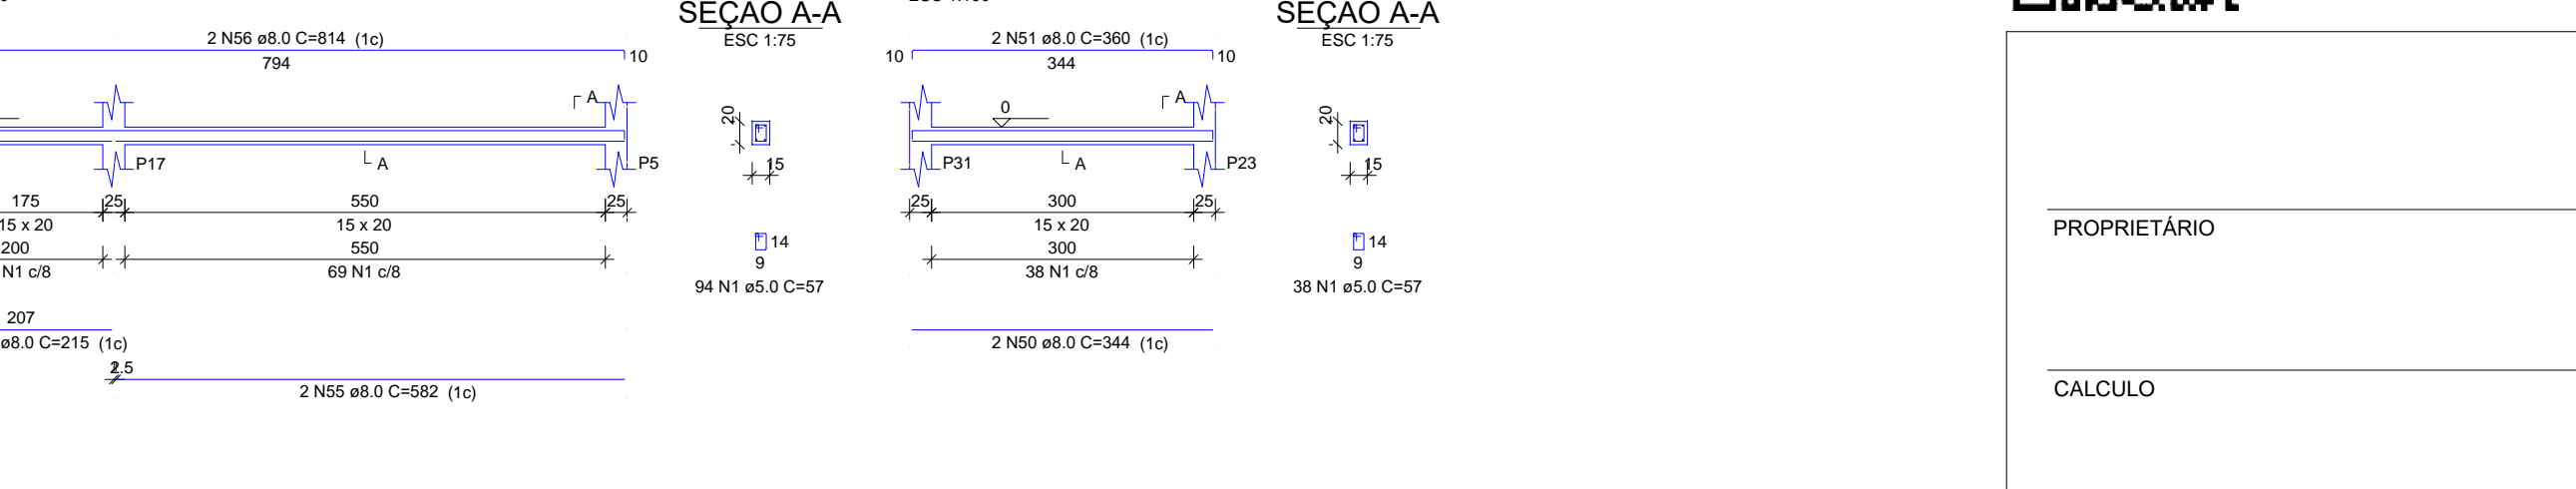 SEÇÃO A-A
ESC 1:75
2 N56 ø8.0 C=814 (1c)
794
10
A
20
15
P17
A
P5
175
25
550
25
15 x 20
15 x 20
200
550
N1 c/8
69 N1 c/8
14
9
94 N1 ø5.0 C=57
207
ø8.0 C=215 (1c)
2.5
2 N55 ø8.0 C=582 (1c)
SEÇÃO A-A
ESC 1:75
2 N51 ø8.0 C=360 (1c)
10
344
10
0
A
20
15
P31
A
P23
25
300
25
15 x 20
300
38 N1 c/8
14
9
38 N1 ø5.0 C=57
2 N50 ø8.0 C=344 (1c)
PROPRIETÁRIO
CALCULO